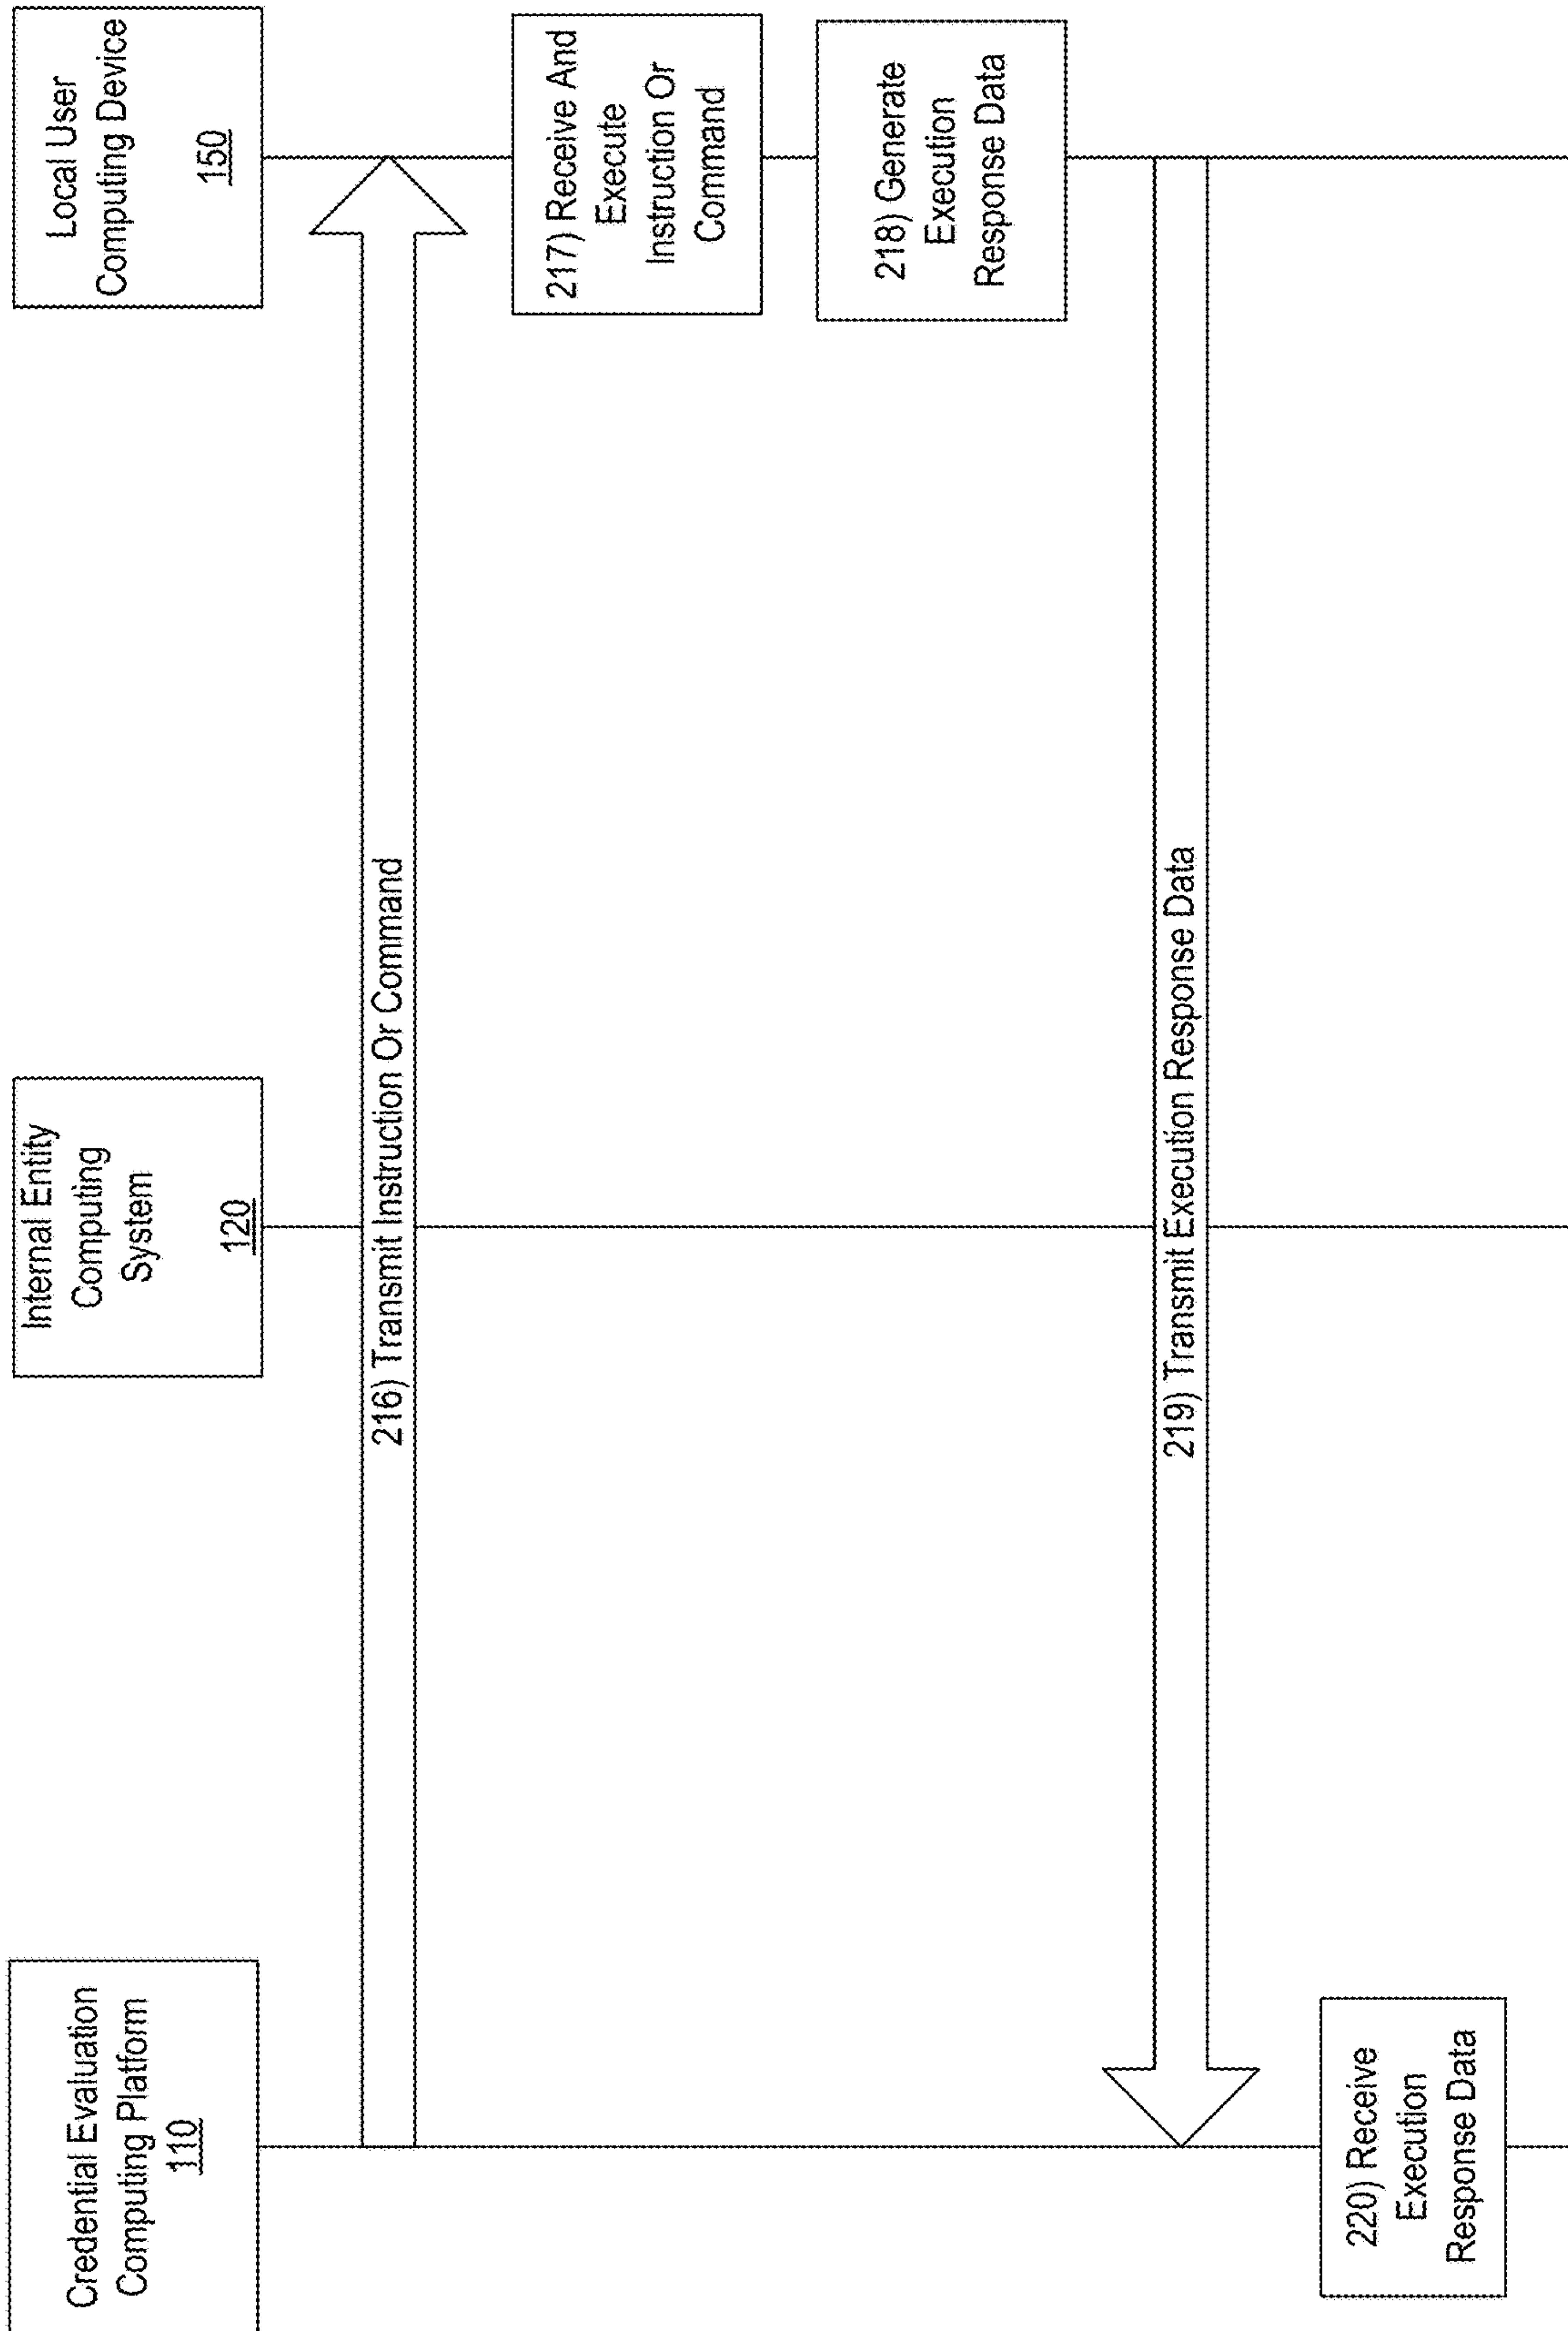 Credential Evaluation
Computing Platform
110
Internal Entity
Computing
System
120
Local User
Computing Device
150
216) Transmit Instruction Or Command
217) Receive And
Execute
Instruction Or
Command
218) Generate
Execution
Response Data
219) Transmit Execution Response Data
220) Receive
Execution
Response Data